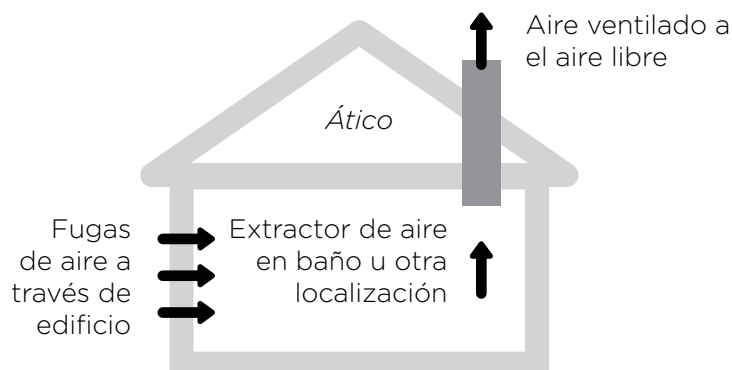 Aire ventilado a
el aire libre
Ático
Fugas
de aire a
través de
edificio
Extractor de aire
en baño u otra
localización